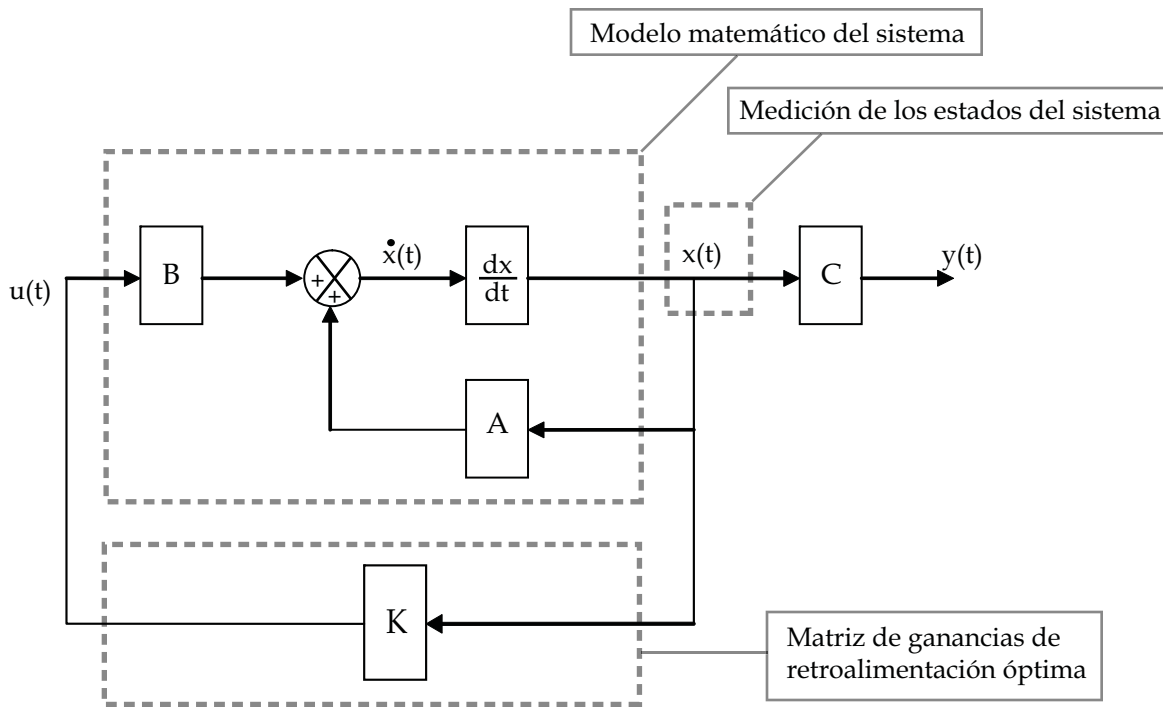 Modelo matemático del sistema
Medición de los estados del sistema
u(t)
B
+
+
ẋ(t)
dx
dt
x(t)
C
y(t)
A
K
Matriz de ganancias de
retroalimentación óptima